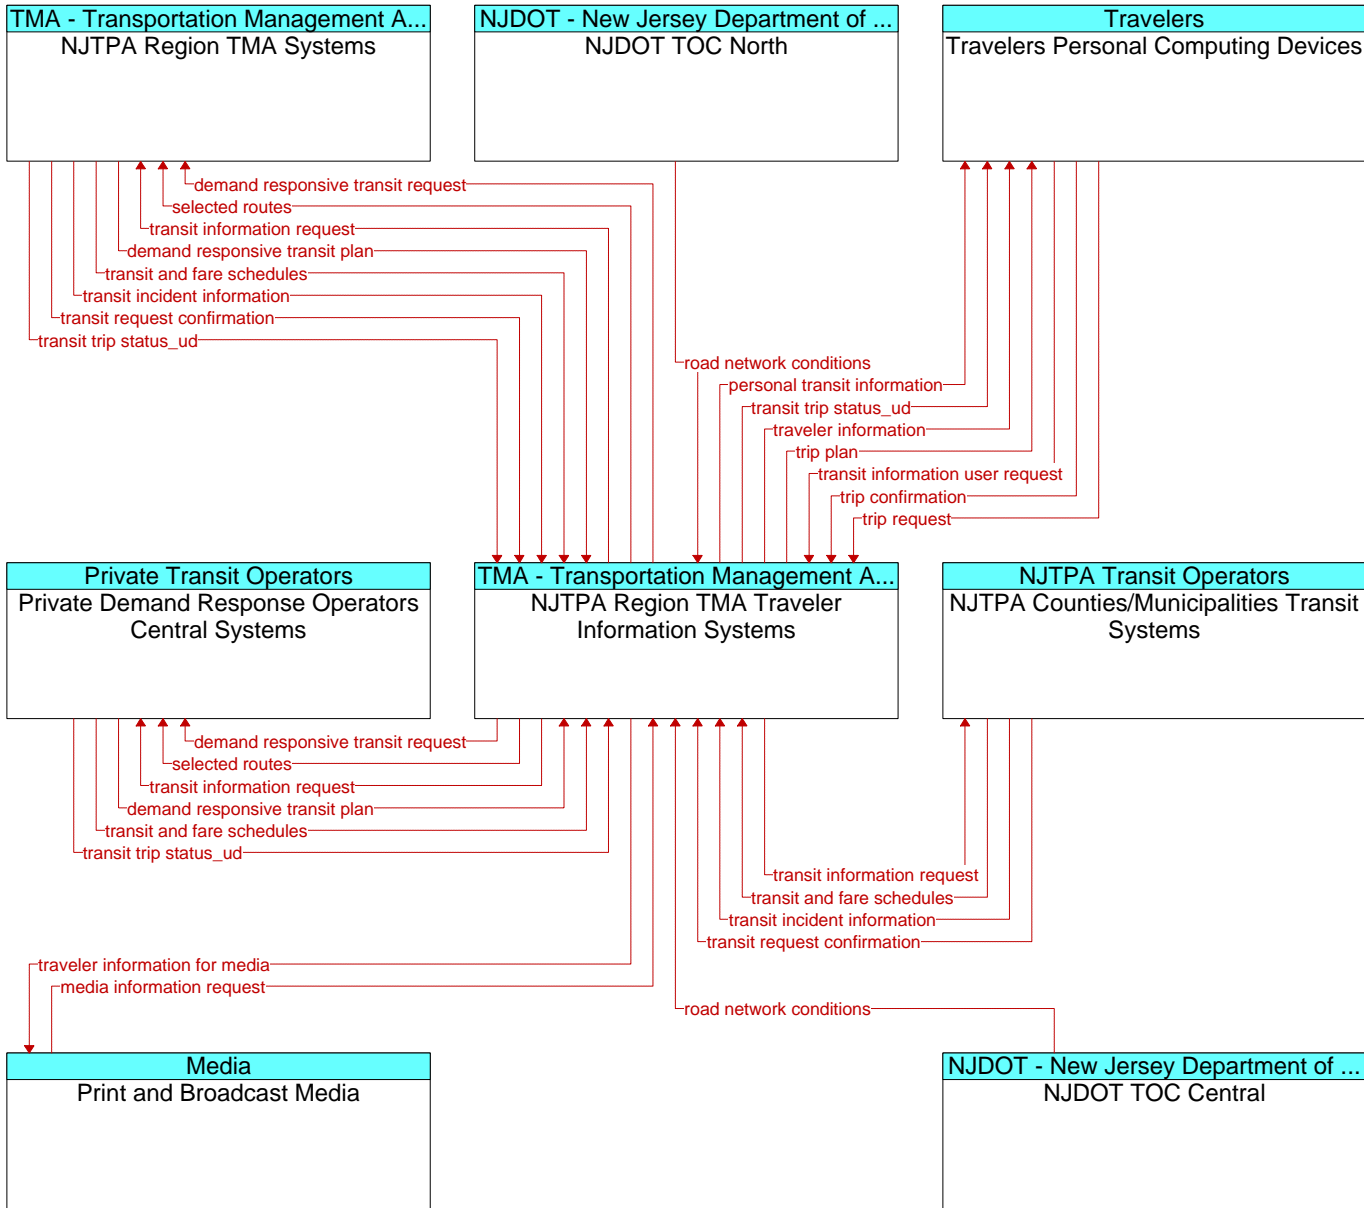 TMA - Transportation Management A...
NJTPA Region TMA Systems
NJDOT - New Jersey Department of ...
NJDOT TOC North
Travelers
Travelers Personal Computing Devices
demand responsive transit request
selected routes
transit information request
demand responsive transit plan
transit and fare schedules
transit incident information
transit request confirmation
transit trip status_ud
road network conditions
personal transit information
transit trip status_ud
traveler information
trip plan
transit information user request
trip confirmation
trip request
Private Transit Operators
Private Demand Response Operators
Central Systems
TMA - Transportation Management A...
NJTPA Region TMA Traveler
Information Systems
NJTPA Transit Operators
NJTPA Counties/Municipalities Transit
Systems
demand responsive transit request
selected routes
transit information request
demand responsive transit plan
transit and fare schedules
transit trip status_ud
transit information request
transit and fare schedules
transit incident information
transit request confirmation
traveler information for media
media information request
road network conditions
Media
Print and Broadcast Media
NJDOT - New Jersey Department of ...
NJDOT TOC Central